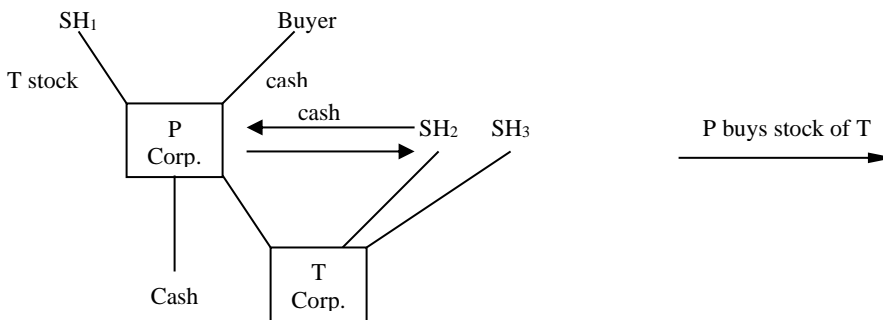 SH1 Buyer
T stock cash
cash
P Corp.
SH2 SH3
P buys stock of T
T Corp.
Cash